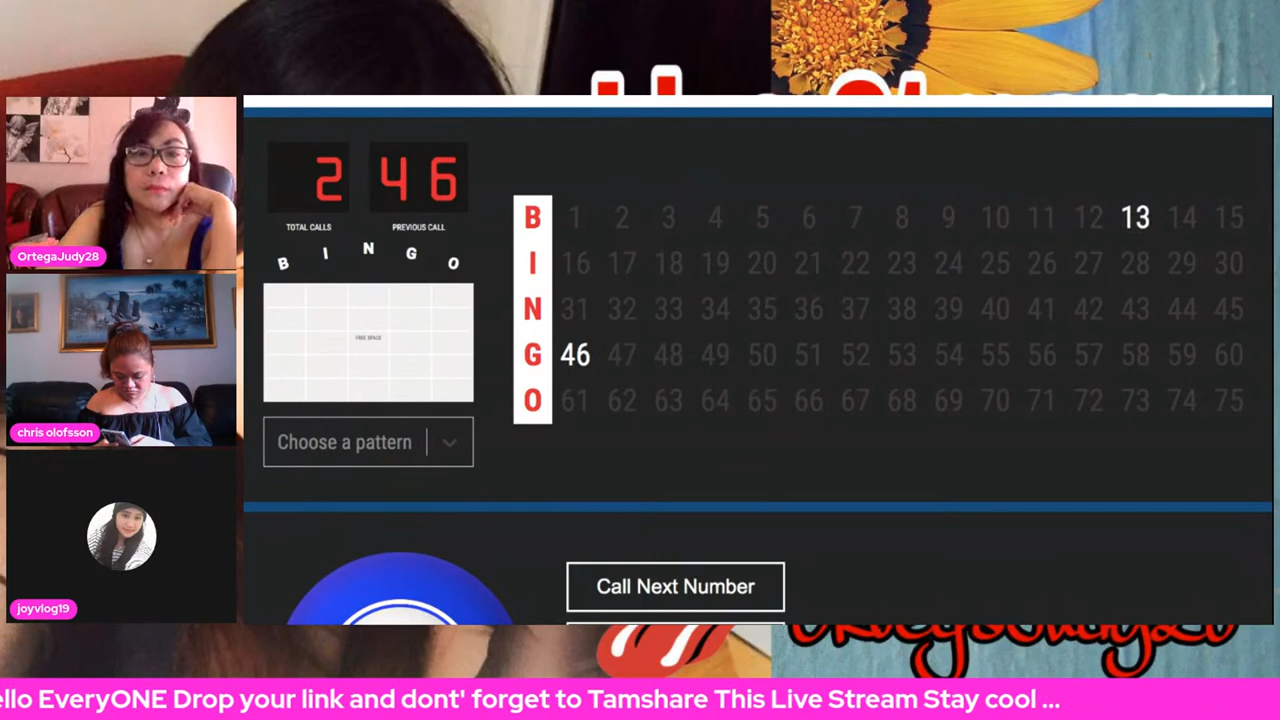 OrtegaJudy28
chris olofsson
joyvlog19
2 46
TOTAL CALLS PREVIOUS CALL
B I N G O
FREE SPACE
Choose a pattern
B 1 2 3 4 5 6 7 8 9 10 11 12 13 14 15
I 16 17 18 19 20 21 22 23 24 25 26 27 28 29 30
N 31 32 33 34 35 36 37 38 39 40 41 42 43 44 45
G 46 47 48 49 50 51 52 53 54 55 56 57 58 59 60
O 61 62 63 64 65 66 67 68 69 70 71 72 73 74 75
Call Next Number
ello EveryONE Drop your link and dont' forget to Tamshare This Live Stream Stay cool ...